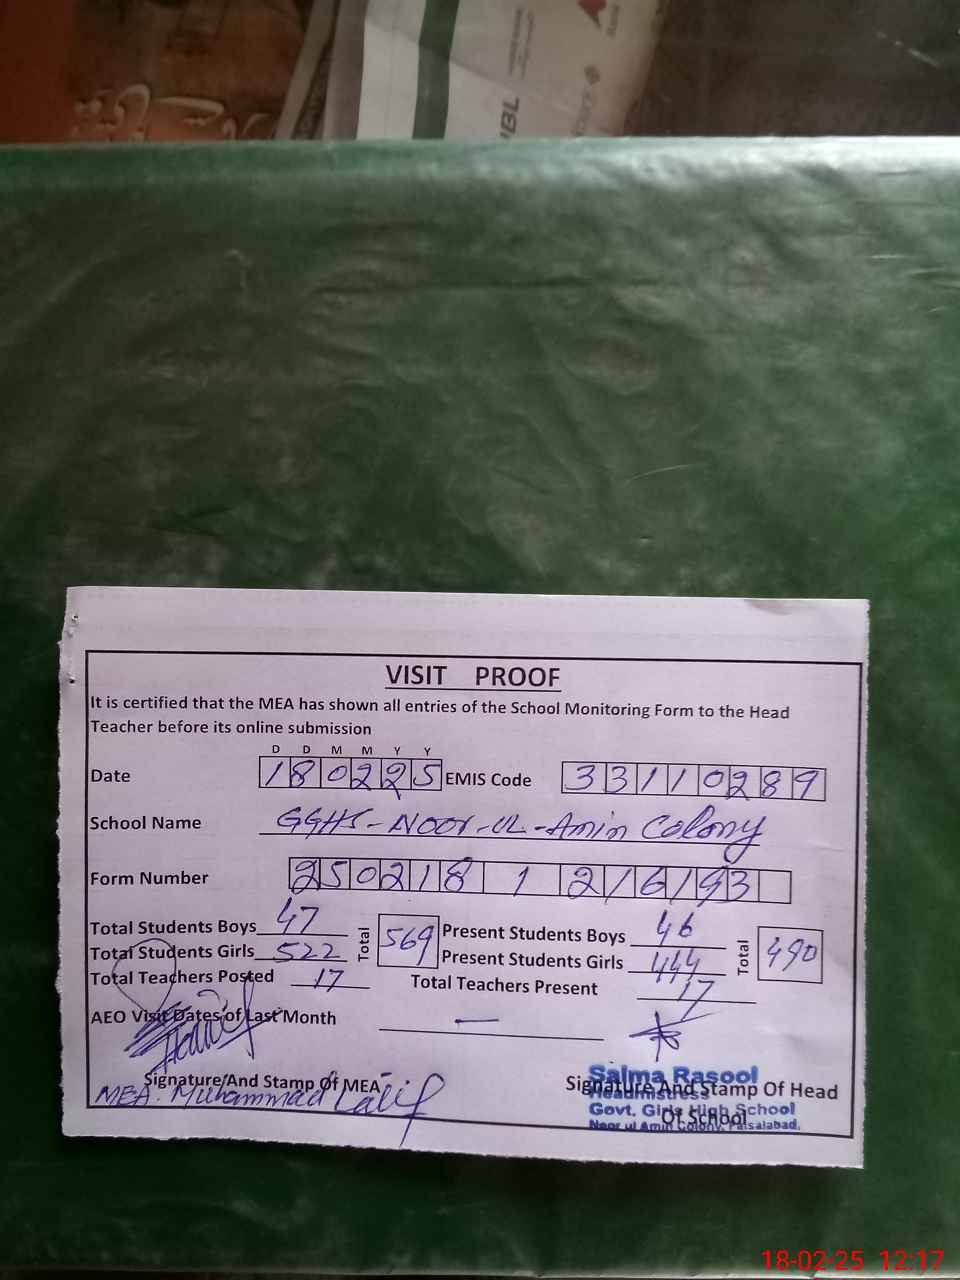 IBL
VISIT PROOF
It is certified that the MEA has shown all entries of the School Monitoring Form to the Head
Teacher before its online submission
D D M M Y Y
Date 180225 EMIS Code 33110289
School Name GGHS-Noor-UL-Amin Colony
Form Number 250218 1 2/6/93
Total Students Boys 47 Total 569 Present Students Boys 46 Total 490
Total Students Girls 522 Present Students Girls 444
Total Teachers Posted 17 Total Teachers Present 17
AEO Visit Dates of Last Month —
Signature And Stamp Of MEA Signature And Stamp Of Head
Of School
MEA. Muhammad Latif
Salma Rasool
Headmistress
Govt. Girls High School
Noor ul Amin Colony, Faisalabad.
18-02-25 12:17